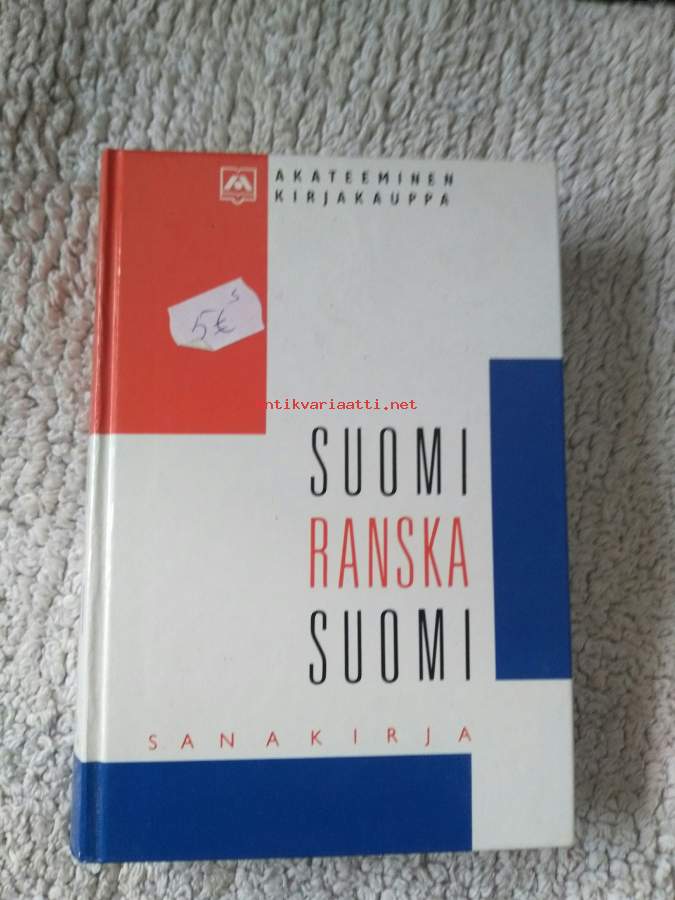 AKATEEMINEN
KIRJAKAUPPA
s
5€
antikvariaatti.net
SUOMI
RANSKA
SUOMI
SANAKIRJA